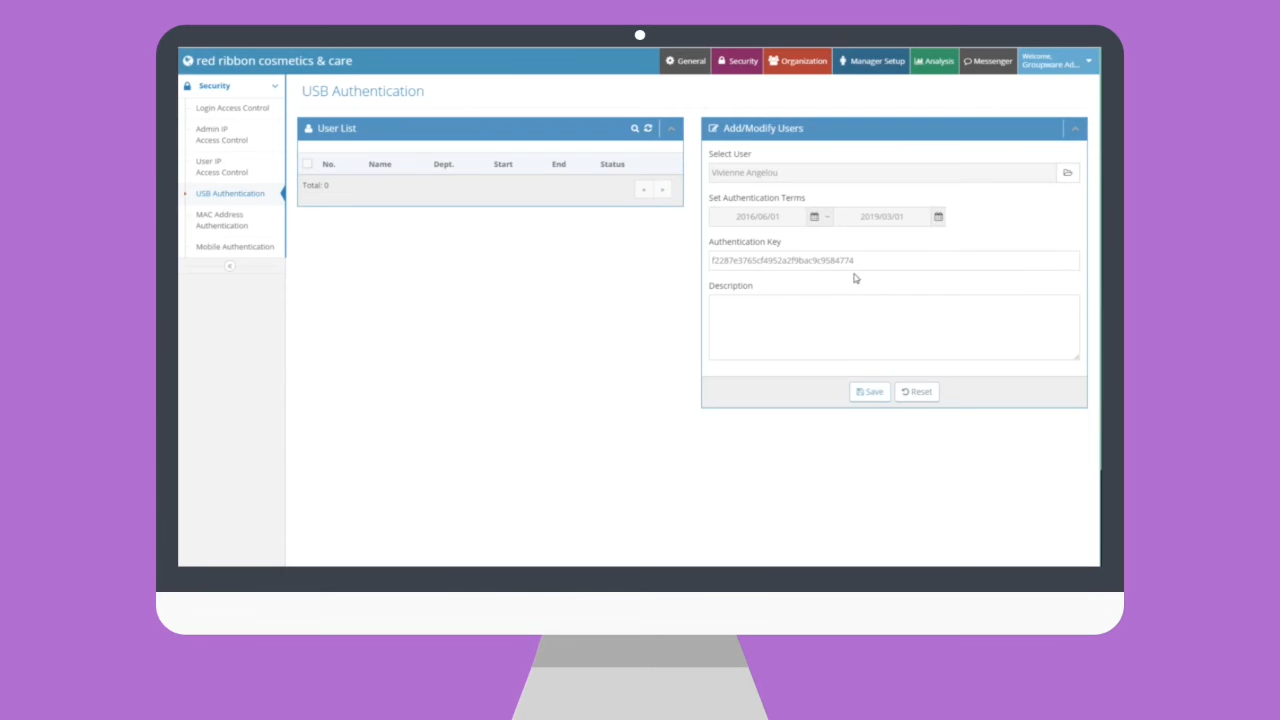 red ribbon cosmetics & care
General
Security
Organization
Manager Setup
Analysis
Messenger
Welcome,
Groupware Ad...
Security
Login Access Control
Admin IP
Access Control
User IP
Access Control
USB Authentication
MAC Address
Authentication
Mobile Authentication
USB Authentication
User List
No. Name Dept. Start End Status
Total: 0
Add/Modify Users
Select User
Vivienne Angelou
Set Authentication Terms
2016/06/01 ~ 2019/03/01
Authentication Key
f2287e3765cf4952a2f9bac9c9584774
Description
Save
Reset